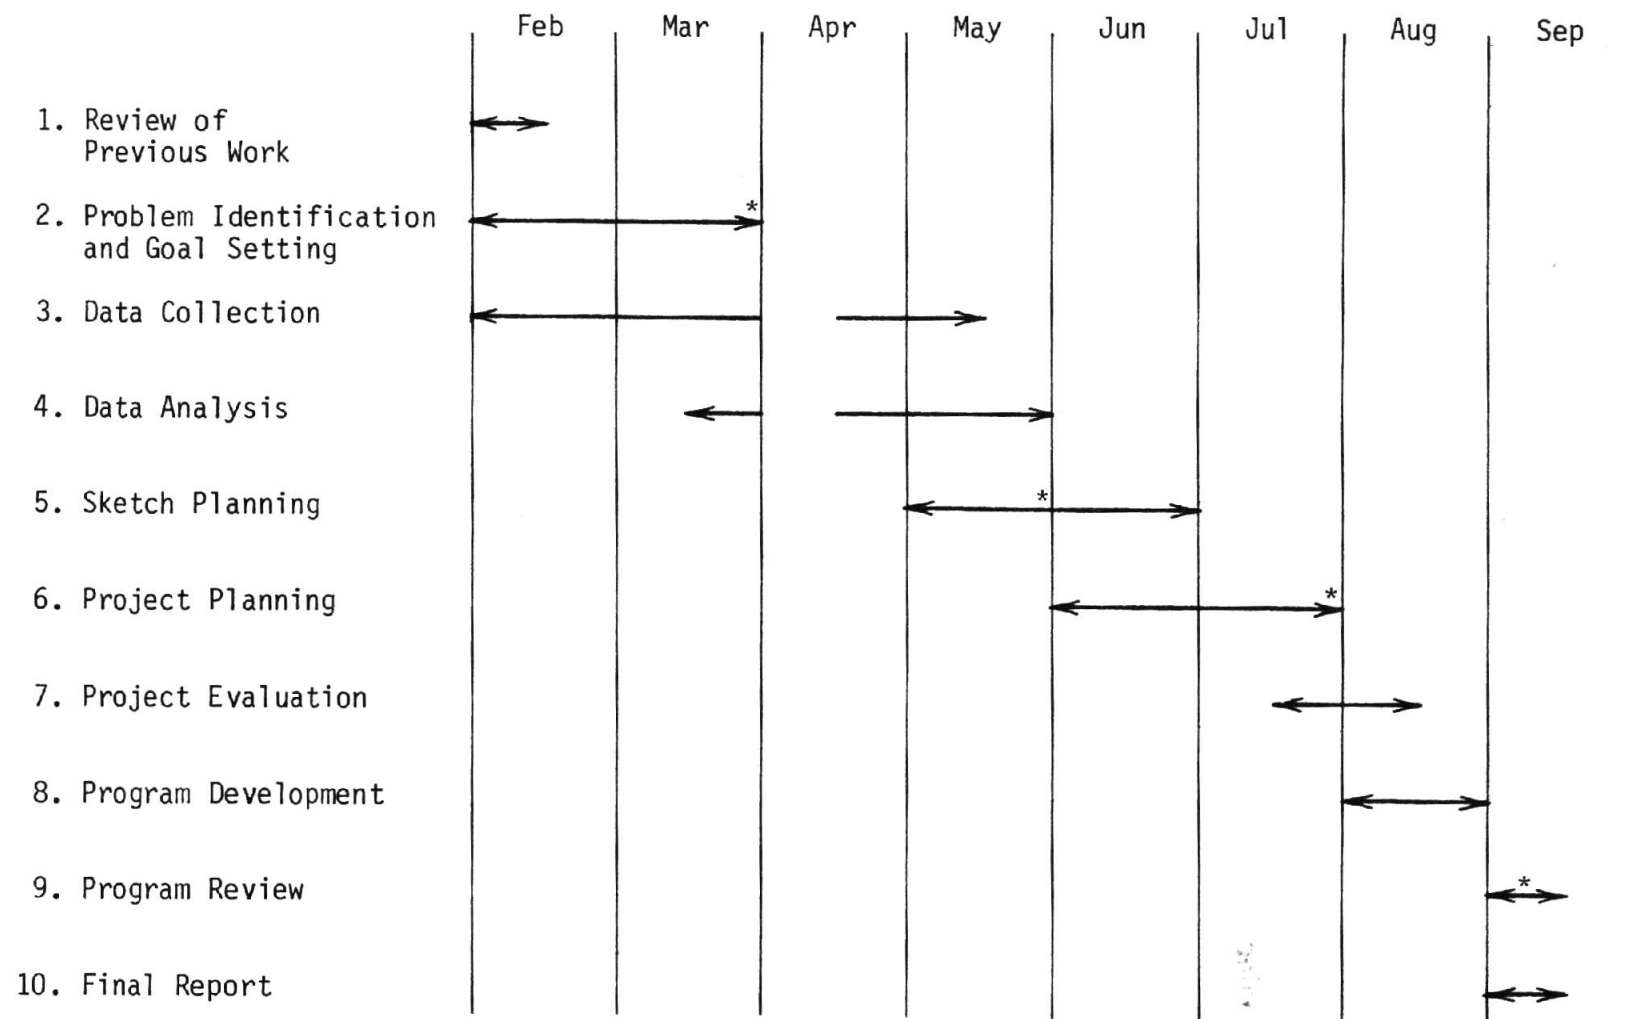 Feb Mar Apr May Jun Jul Aug Sep
1. Review of
Previous Work
*
2. Problem Identification
and Goal Setting
3. Data Collection
4. Data Analysis
*
5. Sketch Planning
*
6. Project Planning
7. Project Evaluation
8. Program Development
*
9. Program Review
10. Final Report